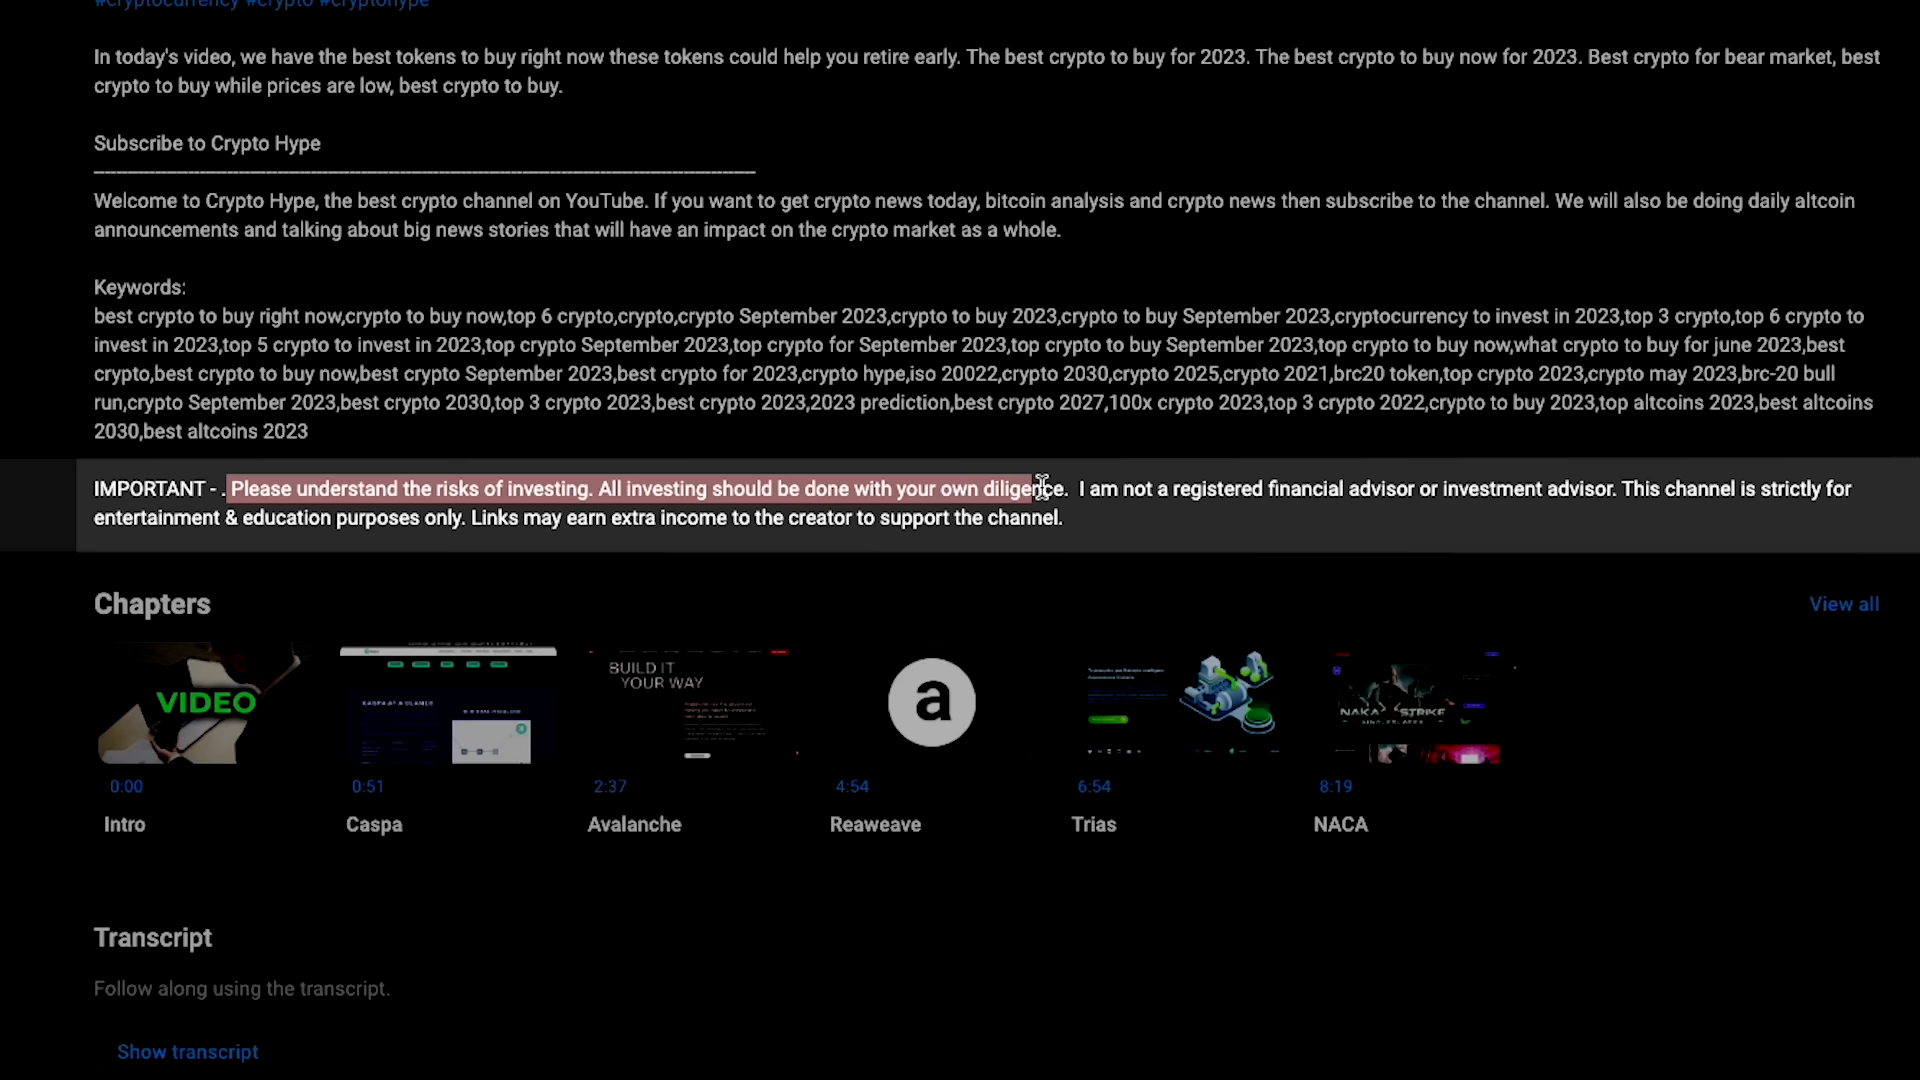 #cryptocurrency #crypto #cryptohype
In today's video, we have the best tokens to buy right now these tokens could help you retire early. The best crypto to buy for 2023. The best crypto to buy now for 2023. Best crypto for bear market, best
crypto to buy while prices are low, best crypto to buy.
Subscribe to Crypto Hype
Welcome to Crypto Hype, the best crypto channel on YouTube. If you want to get crypto news today, bitcoin analysis and crypto news then subscribe to the channel. We will also be doing daily altcoin
announcements and talking about big news stories that will have an impact on the crypto market as a whole.
Keywords:
best crypto to buy right now,crypto to buy now,top 6 crypto,crypto,crypto September 2023,crypto to buy 2023,crypto to buy September 2023,cryptocurrency to invest in 2023,top 3 crypto,top 6 crypto to
invest in 2023,top 5 crypto to invest in 2023,top crypto September 2023,top crypto for September 2023,top crypto to buy September 2023,top crypto to buy now,what crypto to buy for june 2023,best
crypto,best crypto to buy now,best crypto September 2023,best crypto for 2023,crypto hype,iso 20022,crypto 2030,crypto 2025,crypto 2021,brc20 token,top crypto 2023,crypto may 2023,brc-20 bull
run,crypto September 2023,best crypto 2030,top 3 crypto 2023,best crypto 2023,2023 prediction,best crypto 2027,100x crypto 2023,top 3 crypto 2022,crypto to buy 2023,top altcoins 2023,best altcoins
2030,best altcoins 2023
IMPORTANT - . Please understand the risks of investing. All investing should be done with your own diligence.  I am not a registered financial advisor or investment advisor. This channel is strictly for
entertainment & education purposes only. Links may earn extra income to the creator to support the channel.
Chapters
View all
VIDEO
KASPA AT A GLANCE
BUILD IT
YOUR WAY
a
NAKA STRIKE
0:00
0:51
2:37
4:54
6:54
8:19
Intro
Caspa
Avalanche
Reaweave
Trias
NACA
Transcript
Follow along using the transcript.
Show transcript